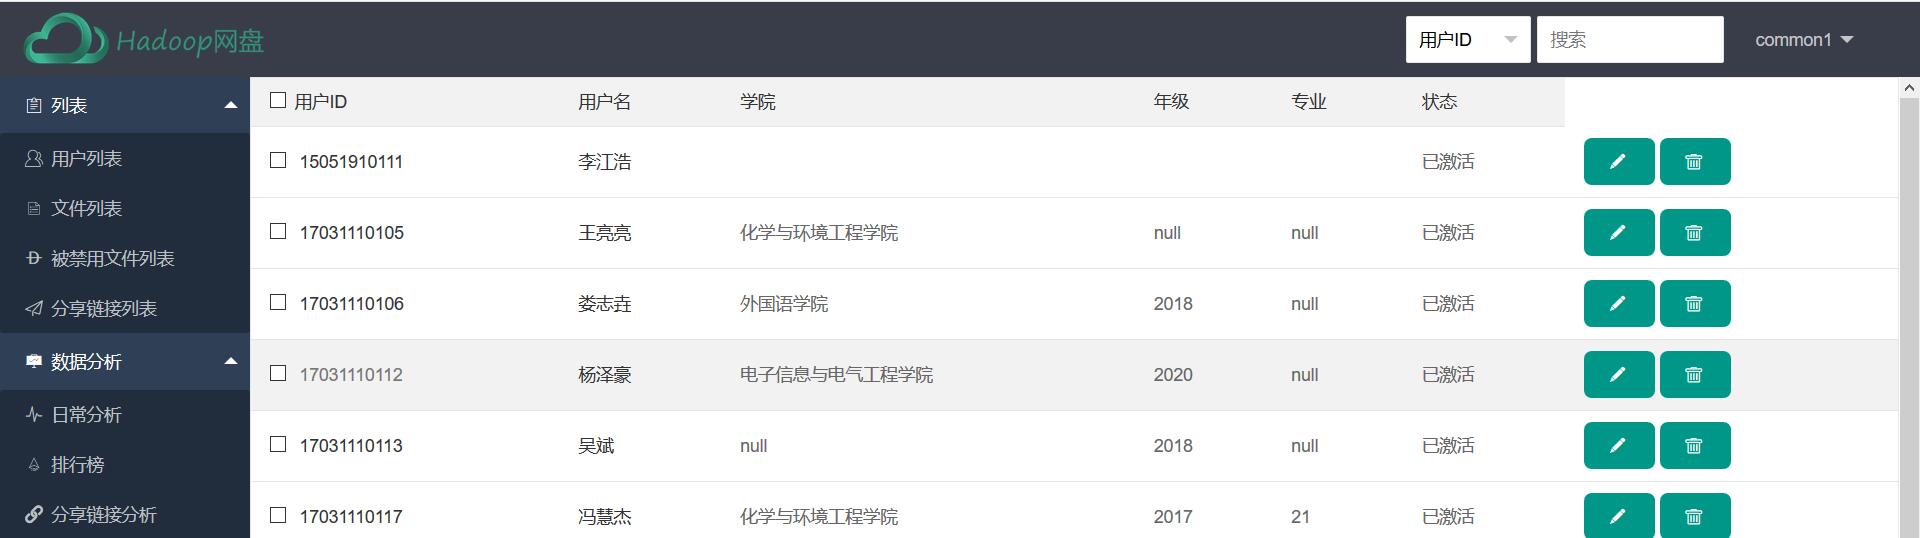 Hadoop网盘
用户ID 搜索 common1
列表
用户列表
文件列表
被禁用文件列表
分享链接列表
数据分析
日常分析
排行榜
分享链接分析
用户ID 用户名 学院 年级 专业 状态
15051910111 李江浩 已激活
17031110105 王亮亮 化学与环境工程学院 null null 已激活
17031110106 娄志垚 外国语学院 2018 null 已激活
17031110112 杨泽豪 电子信息与电气工程学院 2020 null 已激活
17031110113 吴斌 null 2018 null 已激活
17031110117 冯慧杰 化学与环境工程学院 2017 21 已激活